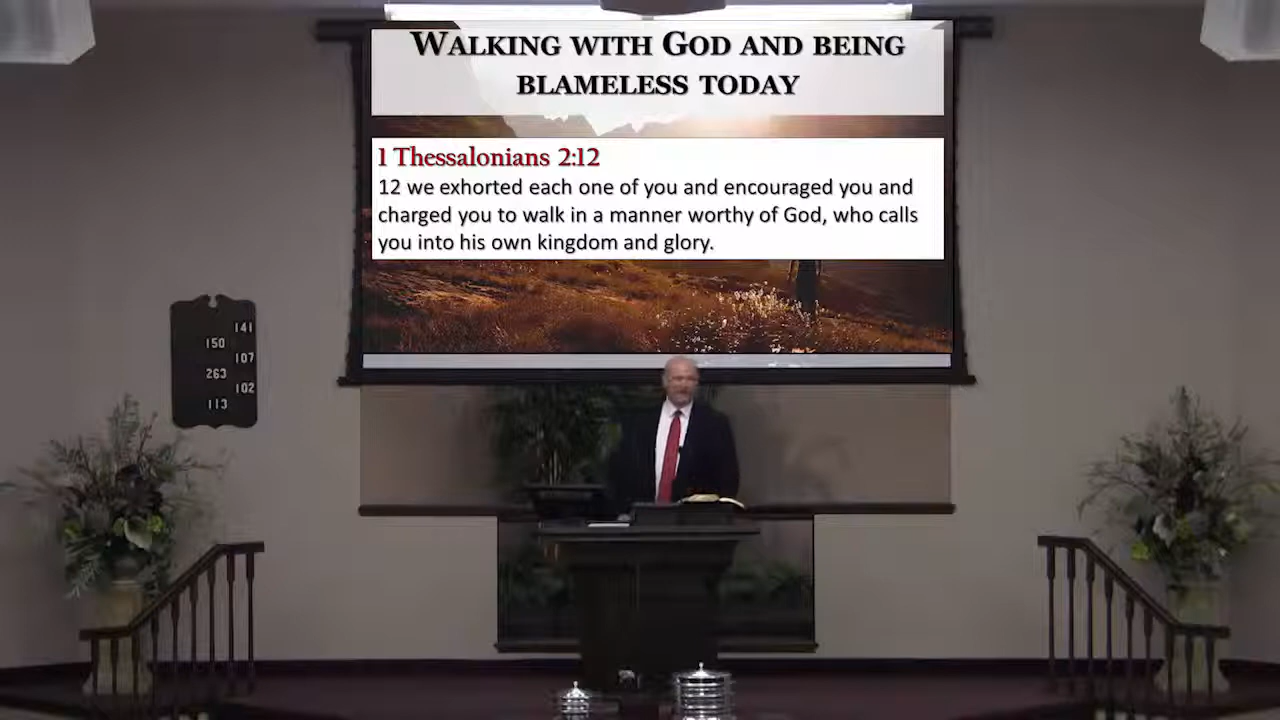 WALKING WITH GOD AND BEING
BLAMELESS TODAY
1 Thessalonians 2:12
12 we exhorted each one of you and encouraged you and
charged you to walk in a manner worthy of God, who calls
you into his own kingdom and glory.
141
150
107
263
102
113